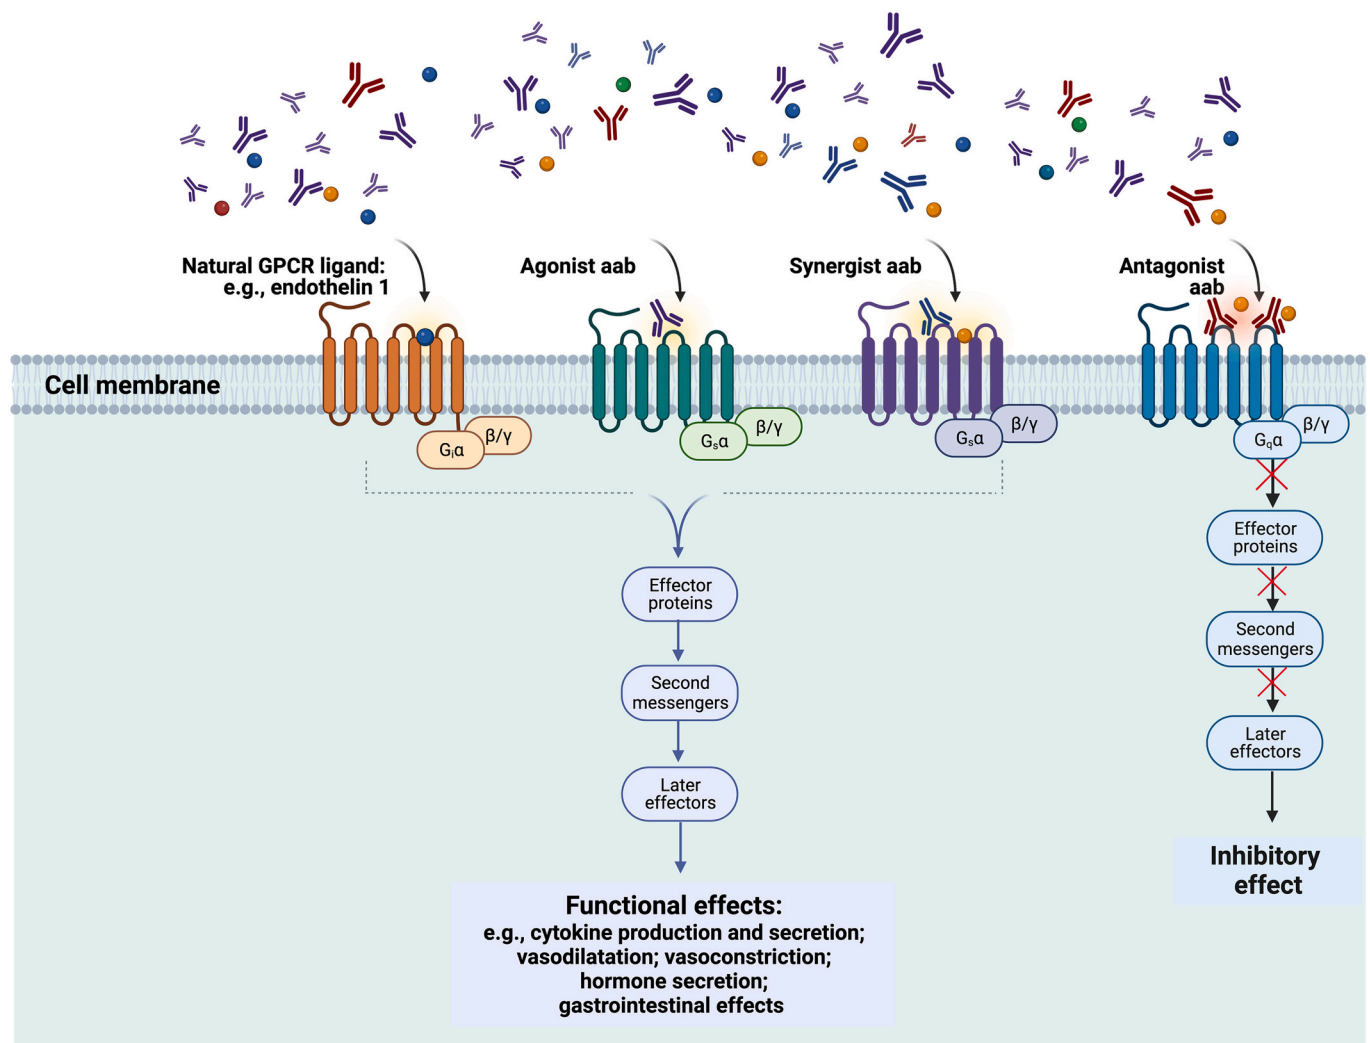 Natural GPCR ligand:
e.g., endothelin 1
Agonist aab
Synergist aab
Antagonist
aab
Cell membrane
Gᵢα
β/γ
Gₛα
β/γ
Gₛα
β/γ
G_qα
β/γ
Effector
proteins
Second
messengers
Later
effectors
Functional effects:
e.g., cytokine production and secretion;
vasodilatation; vasoconstriction;
hormone secretion;
gastrointestinal effects
Effector
proteins
Second
messengers
Later
effectors
Inhibitory
effect